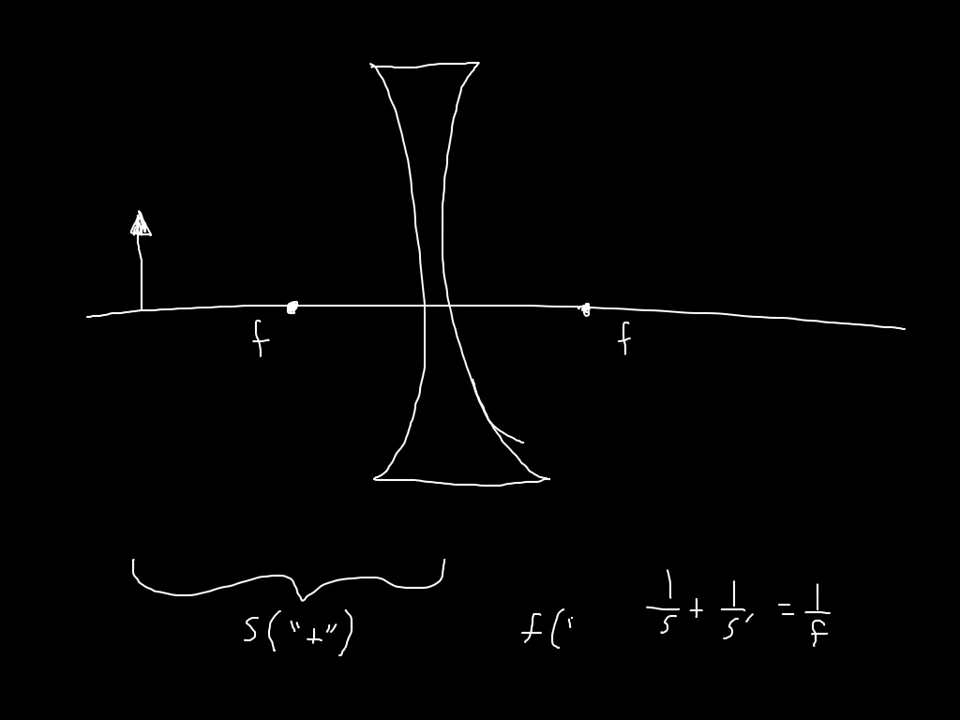 f f
s("+") f(" 1/s + 1/s' = 1/f